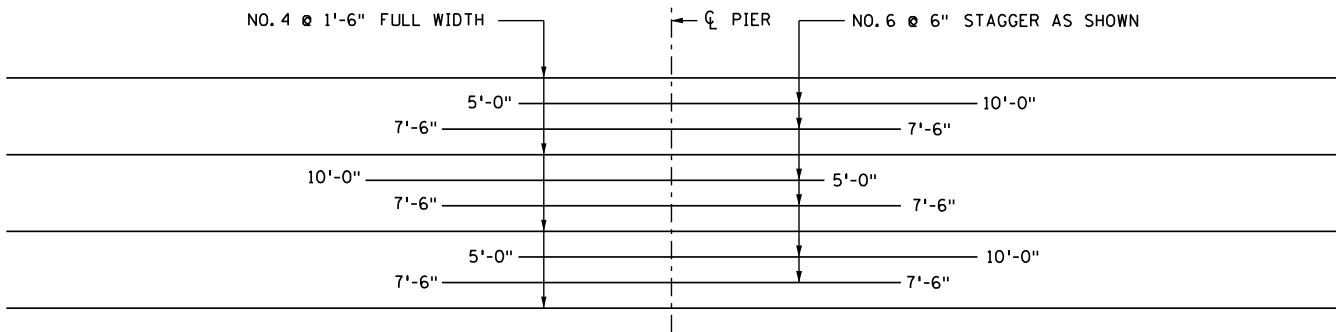 NO. 4 @ 1'-6" FULL WIDTH
℄ PIER
NO. 6 @ 6" STAGGER AS SHOWN
5'-0" 10'-0"
7'-6" 7'-6"
10'-0" 5'-0"
7'-6" 7'-6"
5'-0" 10'-0"
7'-6" 7'-6"